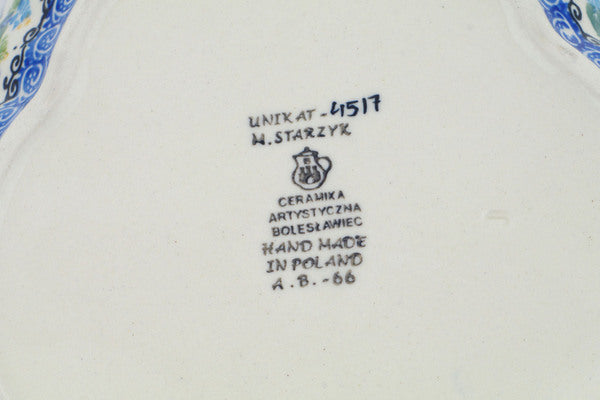 UNIKAT-4517
M. STARZYK
CERAMIKA
ARTYSTYCZNA
BOLESŁAWIEC
HAND MADE
IN POLAND
A.B.-66